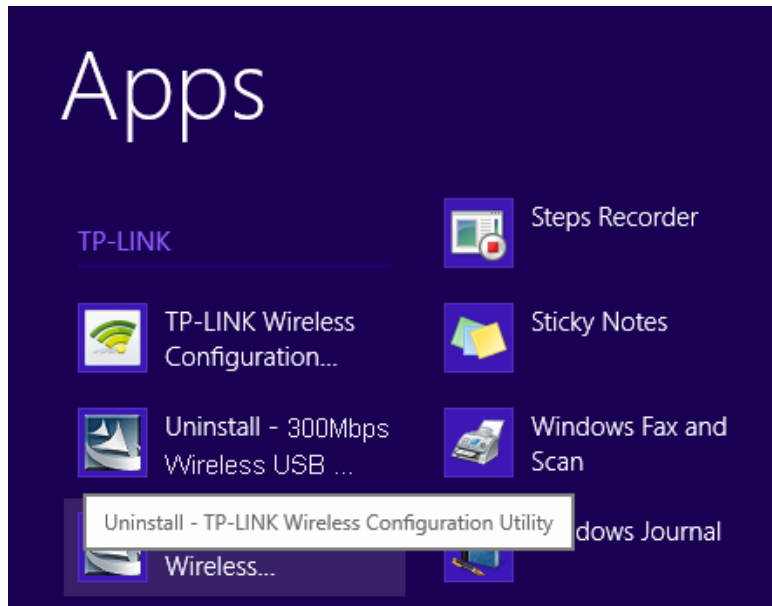 Apps
TP-LINK
TP-LINK Wireless
Configuration...
Uninstall - 300Mbps
Wireless USB ...
Uninstall - TP-LINK Wireless Configuration Utility
Wireless...
Steps Recorder
Sticky Notes
Windows Fax and
Scan
dows Journal